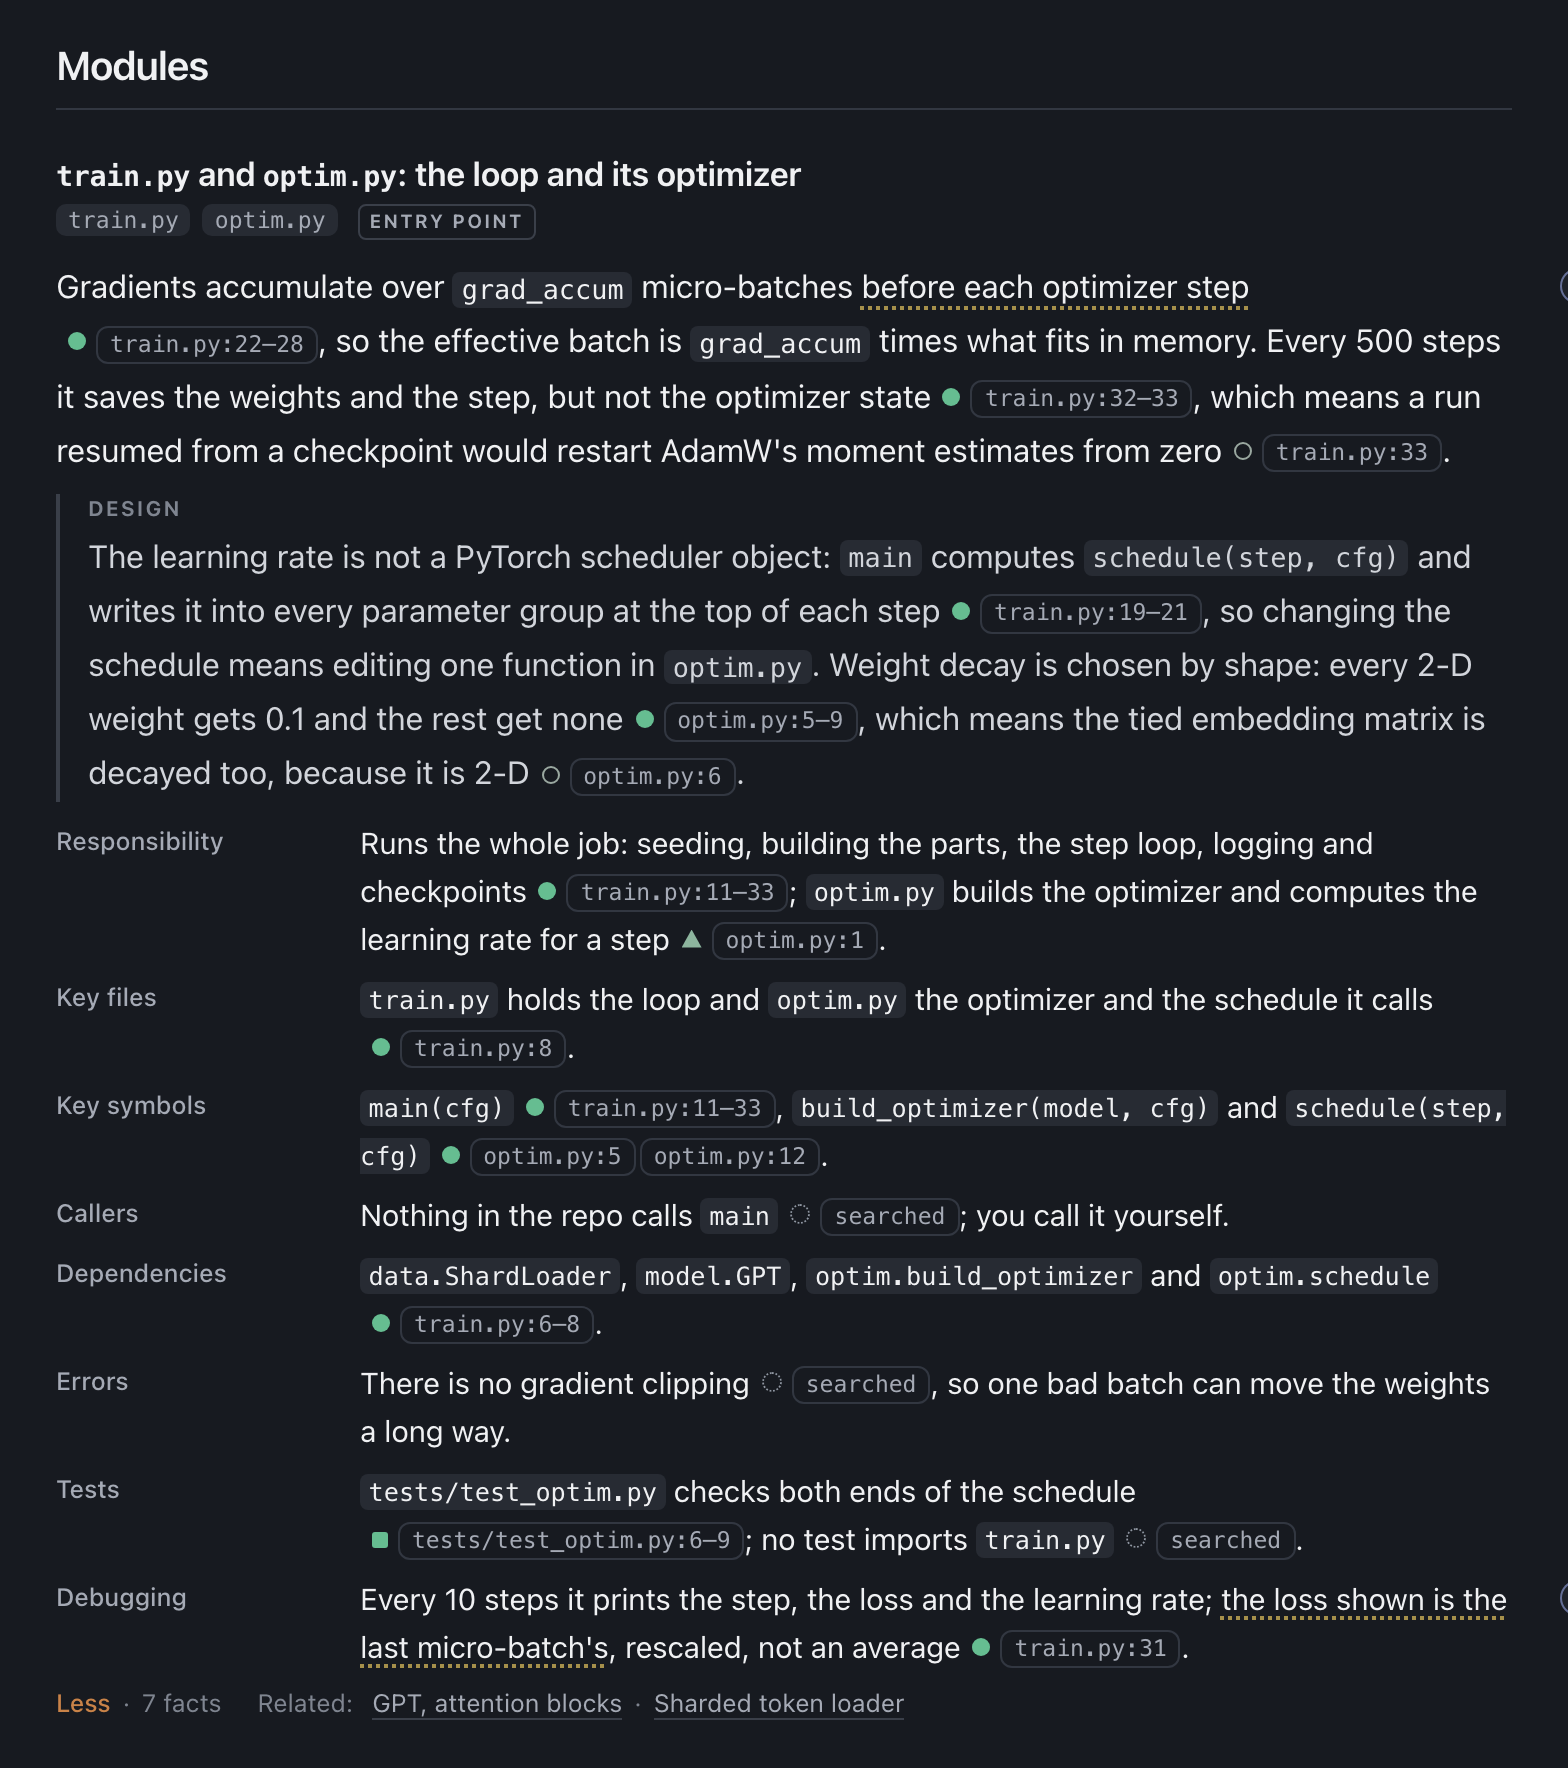 Modules
train.py and optim.py: the loop and its optimizer
train.py optim.py ENTRY POINT
Gradients accumulate over grad_accum micro-batches before each optimizer step
train.py:22–28, so the effective batch is grad_accum times what fits in memory. Every 500 steps
it saves the weights and the step, but not the optimizer state train.py:32–33, which means a run
resumed from a checkpoint would restart AdamW's moment estimates from zero train.py:33.
DESIGN
The learning rate is not a PyTorch scheduler object: main computes schedule(step, cfg) and
writes it into every parameter group at the top of each step train.py:19–21, so changing the
schedule means editing one function in optim.py. Weight decay is chosen by shape: every 2-D
weight gets 0.1 and the rest get none optim.py:5–9, which means the tied embedding matrix is
decayed too, because it is 2-D optim.py:6.
Responsibility Runs the whole job: seeding, building the parts, the step loop, logging and
checkpoints train.py:11–33; optim.py builds the optimizer and computes the
learning rate for a step optim.py:1.
Key files train.py holds the loop and optim.py the optimizer and the schedule it calls
train.py:8.
Key symbols main(cfg) train.py:11–33, build_optimizer(model, cfg) and schedule(step,
cfg) optim.py:5 optim.py:12.
Callers Nothing in the repo calls main searched; you call it yourself.
Dependencies data.ShardLoader, model.GPT, optim.build_optimizer and optim.schedule
train.py:6–8.
Errors There is no gradient clipping searched, so one bad batch can move the weights
a long way.
Tests tests/test_optim.py checks both ends of the schedule
tests/test_optim.py:6–9; no test imports train.py searched.
Debugging Every 10 steps it prints the step, the loss and the learning rate; the loss shown is the
last micro-batch's, rescaled, not an average train.py:31.
Less · 7 facts Related: GPT, attention blocks · Sharded token loader